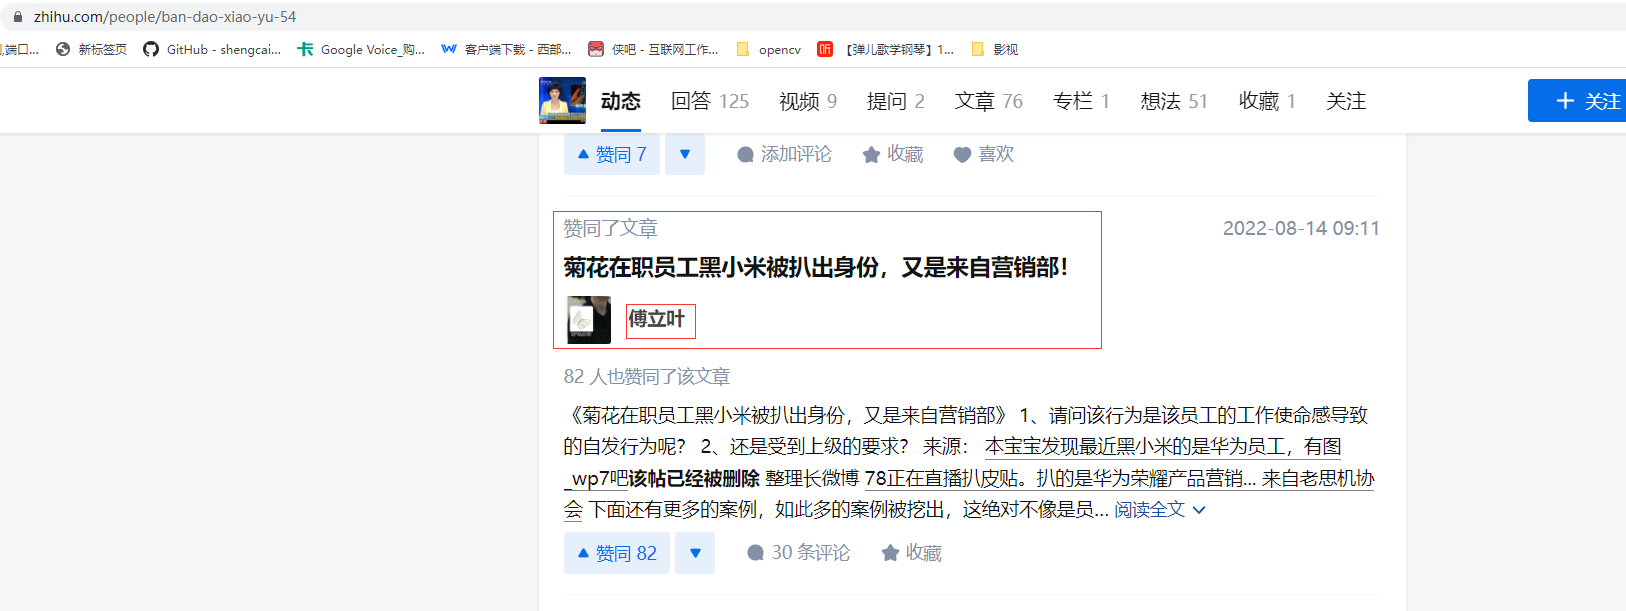 zhihu.com/people/ban-dao-xiao-yu-54
端口... 新标签页 GitHub - shengcai... Google Voice_购... 客户端下载 - 西部... 侠吧 - 互联网工作... opencv 【弹儿歌学钢琴】1... 影视
动态 回答 125 视频 9 提问 2 文章 76 专栏 1 想法 51 收藏 1 关注 + 关注
赞同 7 添加评论 收藏 喜欢
赞同了文章 2022-08-14 09:11
菊花在职员工黑小米被扒出身份，又是来自营销部！
傅立叶
82 人也赞同了该文章
《菊花在职员工黑小米被扒出身份，又是来自营销部》 1、请问该行为是该员工的工作使命感导致
的自发行为呢？ 2、还是受到上级的要求？ 来源： 本宝宝发现最近黑小米的是华为员工，有图
_wp7吧该帖已经被删除 整理长微博 78正在直播扒皮贴。扒的是华为荣耀产品营销... 来自老思机协
会 下面还有更多的案例，如此多的案例被挖出，这绝对不像是员... 阅读全文
赞同 82 30 条评论 收藏